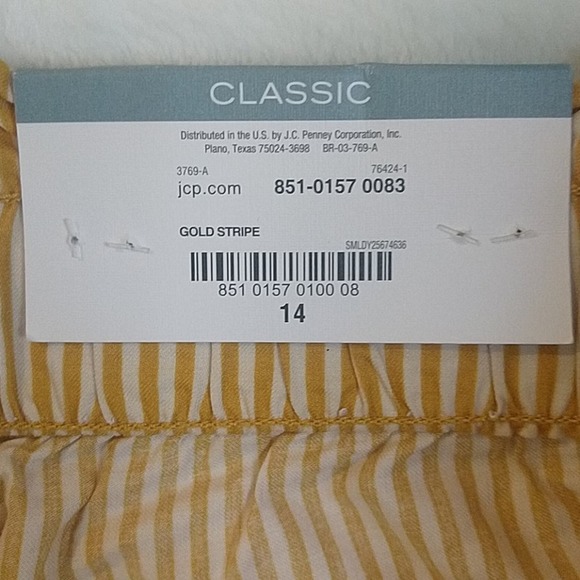 CLASSIC
Distributed in the U.S. by J.C. Penney Corporation, Inc.
Plano, Texas 75024-3698 BR-03-769-A
3769-A 76424-1
jcp.com 851-0157 0083
GOLD STRIPE
SMLDY25674636
851 0157 0100 08
14